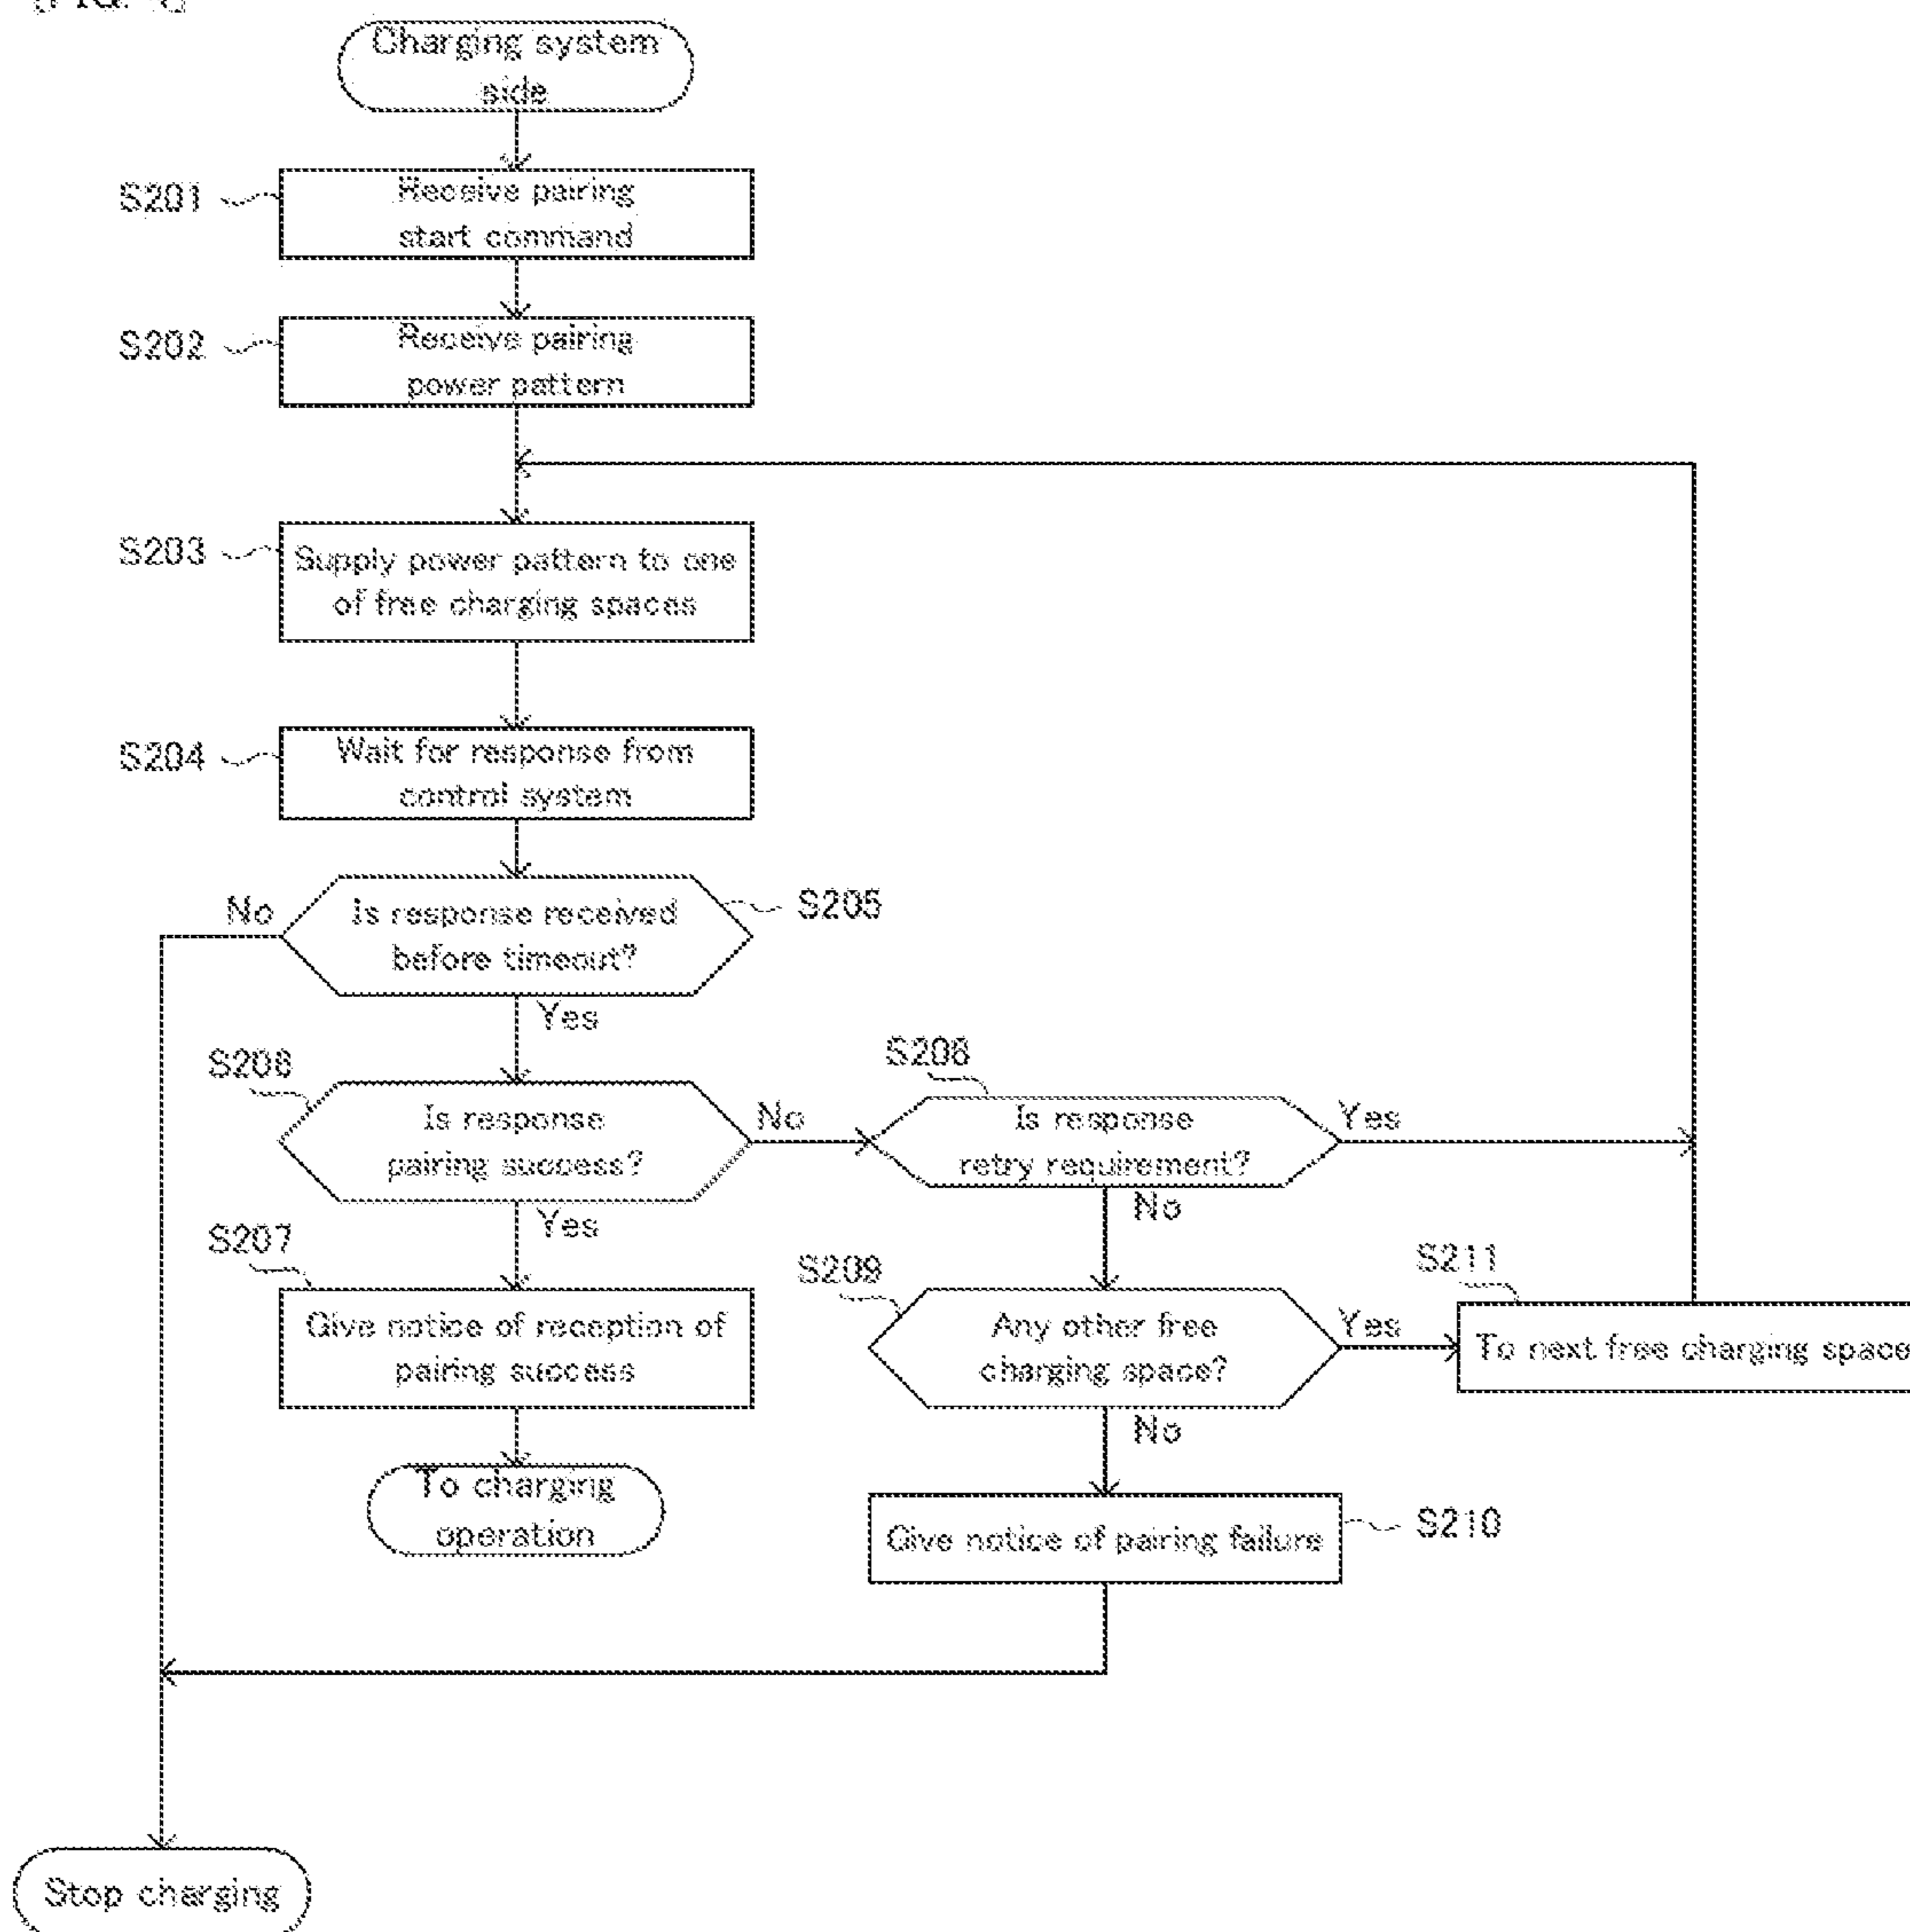 Charging system
side
S201
Receive pairing
start command
S202
Receive pairing
power pattern
S203
Supply power pattern to one
of free charging spaces
S204
Wait for response from
control system
No
Is response received
before timeout?
S205
Yes
S206
Is response
pairing success?
No
S208
Is response
retry requirement?
Yes
No
Yes
S207
Give notice of reception of
pairing success
S209
Any other free
charging space?
Yes
S211
To next free charging space
No
To charging
operation
Give notice of pairing failure
S210
Stop charging